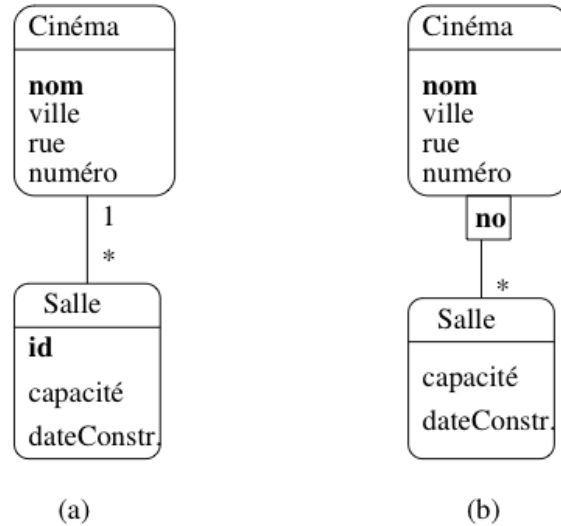 Cinéma
nom
ville
rue
numéro
1
*
Salle
id
capacité
dateConstr.
(a)
Cinéma
nom
ville
rue
numéro
no
*
Salle
capacité
dateConstr.
(b)